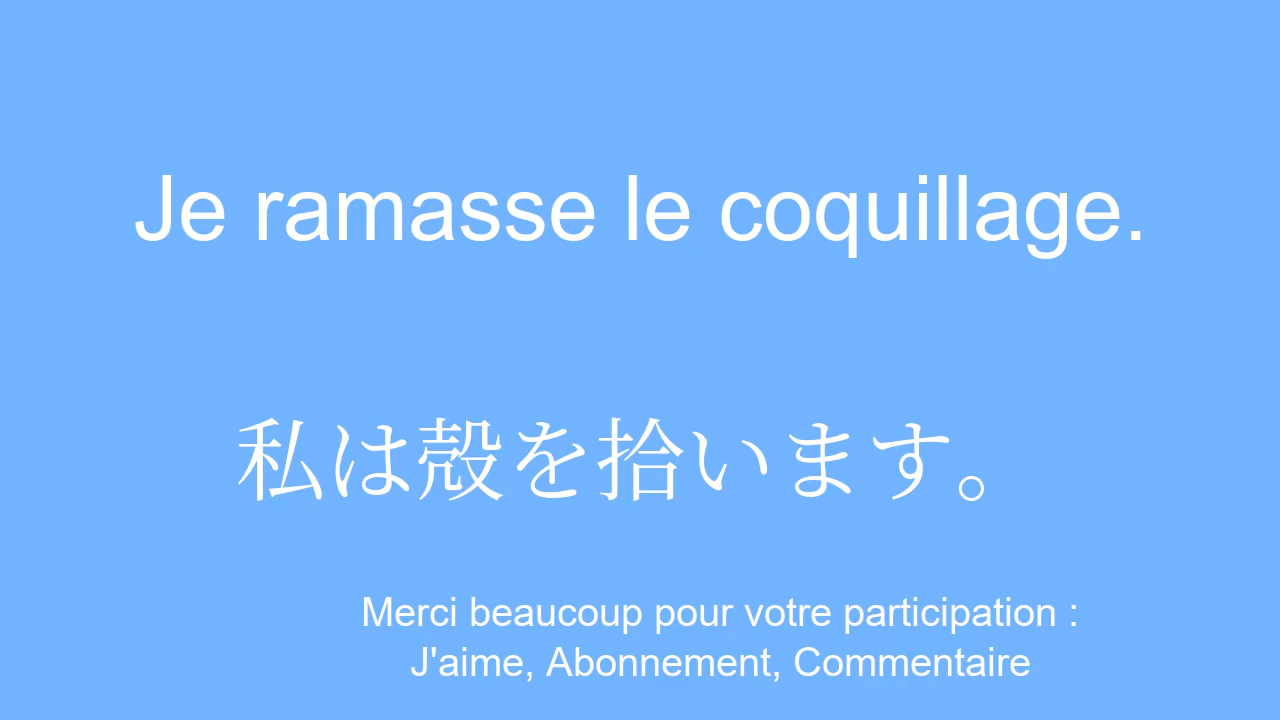 Je ramasse le coquillage.
私は殻を拾います。
Merci beaucoup pour votre participation :
J'aime, Abonnement, Commentaire